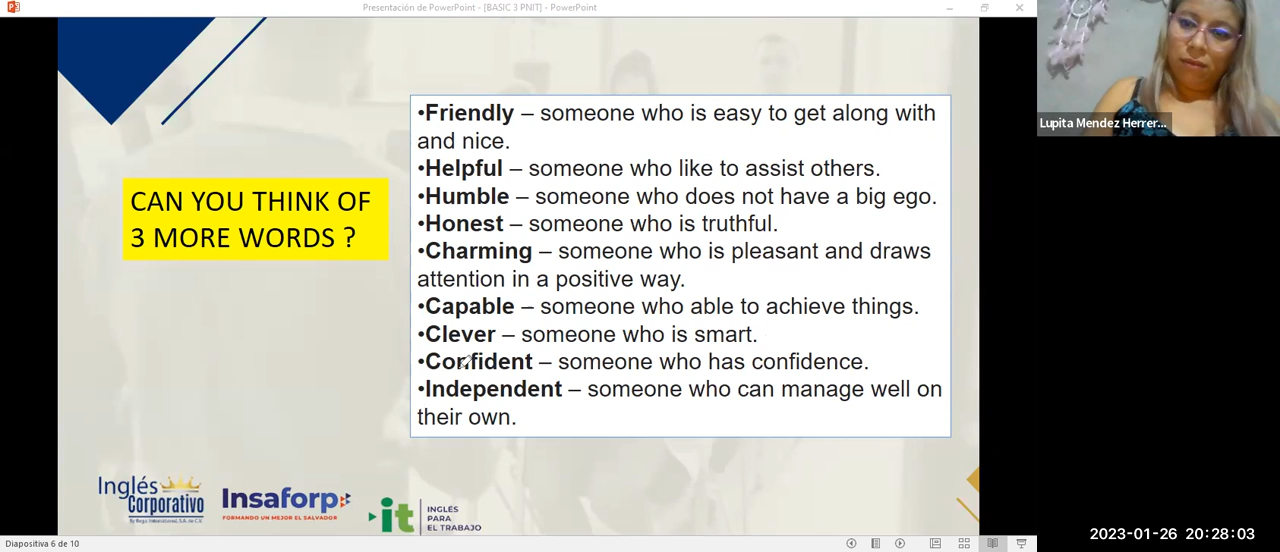 Presentación de PowerPoint - [BASIC 3 PNIT] - PowerPoint
•Friendly – someone who is easy to get along with
and nice.
•Helpful – someone who like to assist others.
•Humble – someone who does not have a big ego.
•Honest – someone who is truthful.
•Charming – someone who is pleasant and draws
attention in a positive way.
•Capable – someone who able to achieve things.
•Clever – someone who is smart.
•Confident – someone who has confidence.
•Independent – someone who can manage well on
their own.
CAN YOU THINK OF
3 MORE WORDS ?
Lupita Mendez Herrer...
Inglés
Corporativo
By Regal International, S.A. de C.V.
Insaforp
FORMANDO UN MEJOR EL SALVADOR
it
INGLÉS
PARA
EL TRABAJO
Diapositiva 6 de 10
2023-01-26 20:28:03